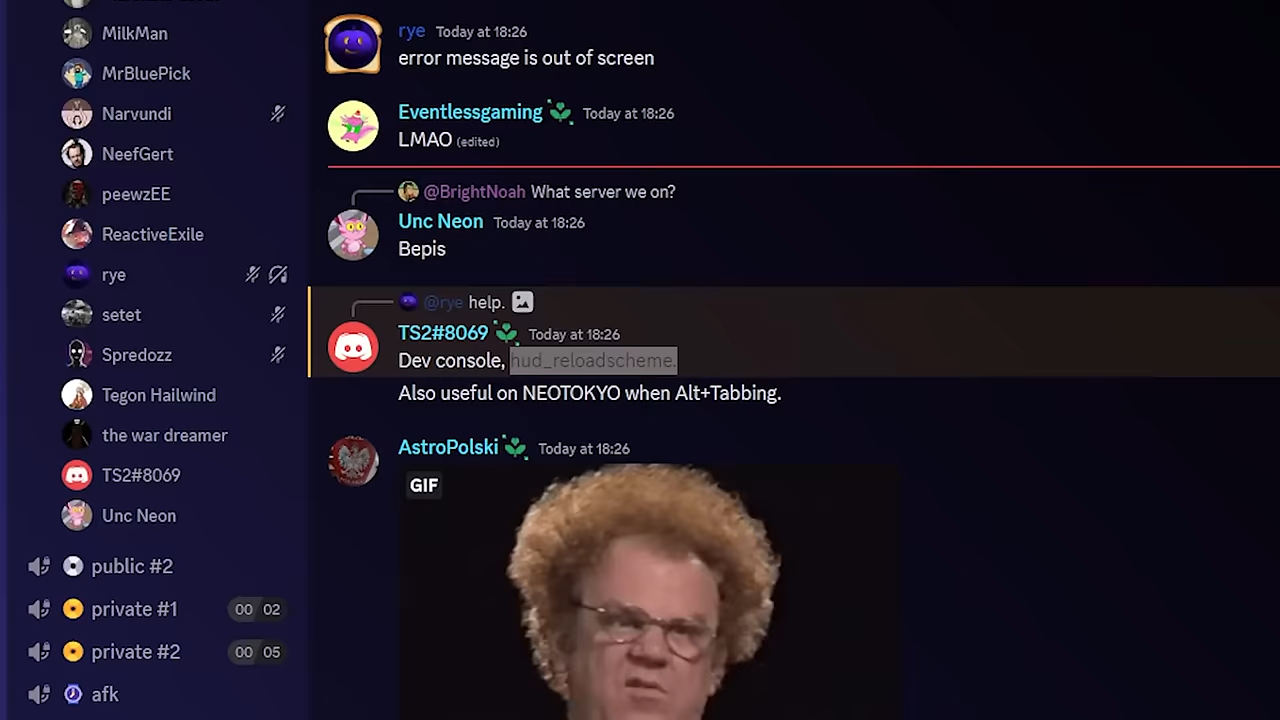 MilkMan
MrBluePick
Narvundi
NeefGert
peewzEE
ReactiveExile
rye
setet
Spredozz
Tegon Hailwind
the war dreamer
TS2#8069
Unc Neon
public #2
private #1 00 02
private #2 00 05
afk
rye Today at 18:26
error message is out of screen
Eventlessgaming Today at 18:26
LMAO (edited)
@BrightNoah What server we on?
Unc Neon Today at 18:26
Bepis
@rye help.
TS2#8069 Today at 18:26
Dev console, hud_reloadscheme.
Also useful on NEOTOKYO when Alt+Tabbing.
AstroPolski Today at 18:26
GIF